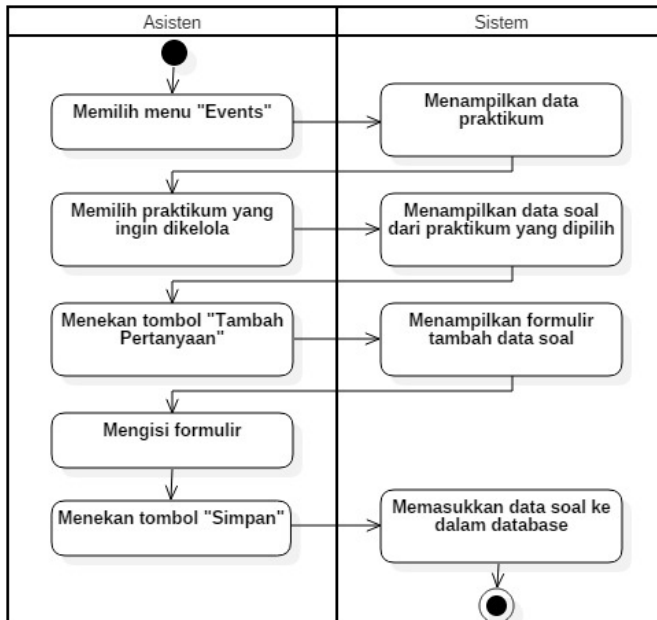 Asisten
Sistem
Memilih menu "Events"
Menampilkan data
praktikum
Memilih praktikum yang
ingin dikelola
Menampilkan data soal
dari praktikum yang dipilih
Menekan tombol "Tambah
Pertanyaan"
Menampilkan formulir
tambah data soal
Mengisi formulir
Menekan tombol "Simpan"
Memasukkan data soal ke
dalam database